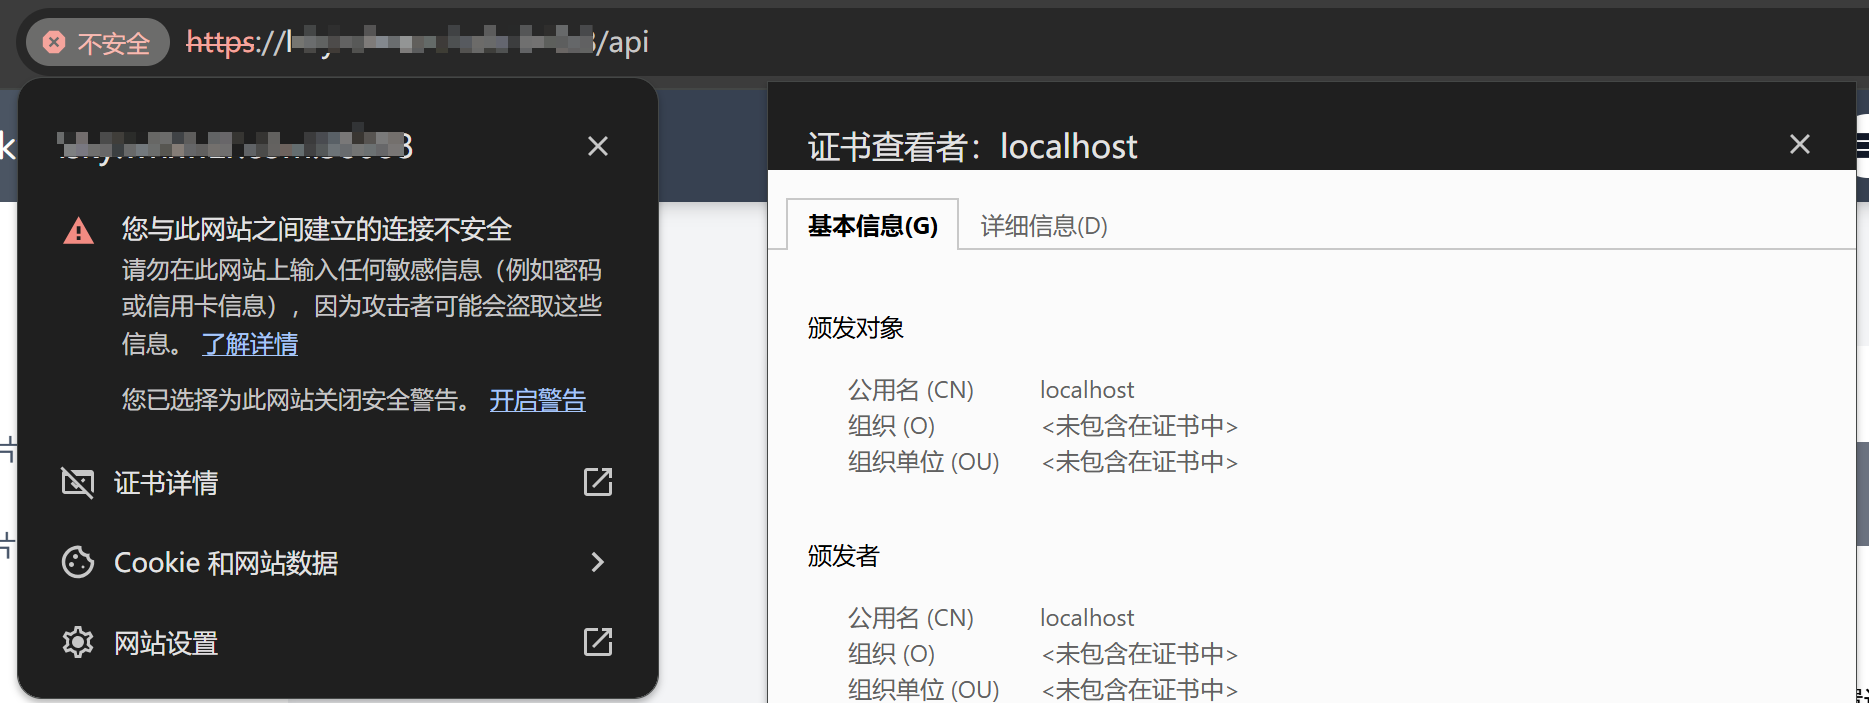 不安全 https://
/api
您与此网站之间建立的连接不安全
请勿在此网站上输入任何敏感信息（例如密码
或信用卡信息），因为攻击者可能会盗取这些
信息。 了解详情
您已选择为此网站关闭安全警告。 开启警告
证书详情
Cookie 和网站数据
网站设置
证书查看者：localhost
基本信息(G) 详细信息(D)
颁发对象
公用名 (CN) localhost
组织 (O) <未包含在证书中>
组织单位 (OU) <未包含在证书中>
颁发者
公用名 (CN) localhost
组织 (O) <未包含在证书中>
组织单位 (OU) <未包含在证书中>